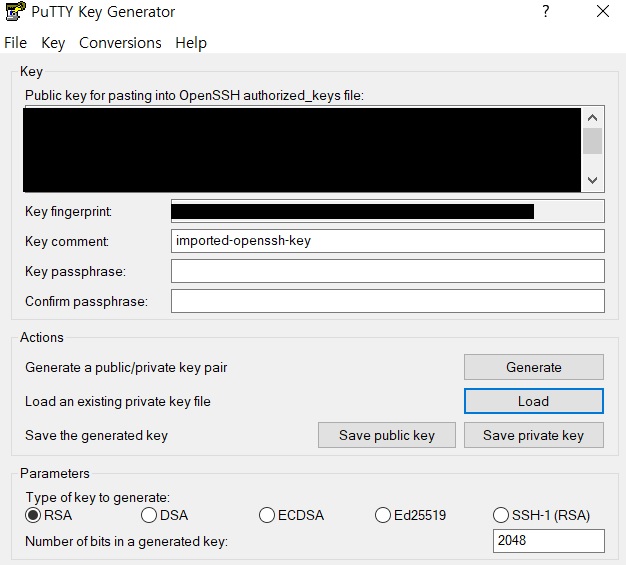 PuTTY Key Generator
File Key Conversions Help
Key
Public key for pasting into OpenSSH authorized_keys file:
Key fingerprint:
Key comment: imported-openssh-key
Key passphrase:
Confirm passphrase:
Actions
Generate a public/private key pair Generate
Load an existing private key file Load
Save the generated key Save public key Save private key
Parameters
Type of key to generate:
RSA DSA ECDSA Ed25519 SSH-1 (RSA)
Number of bits in a generated key: 2048